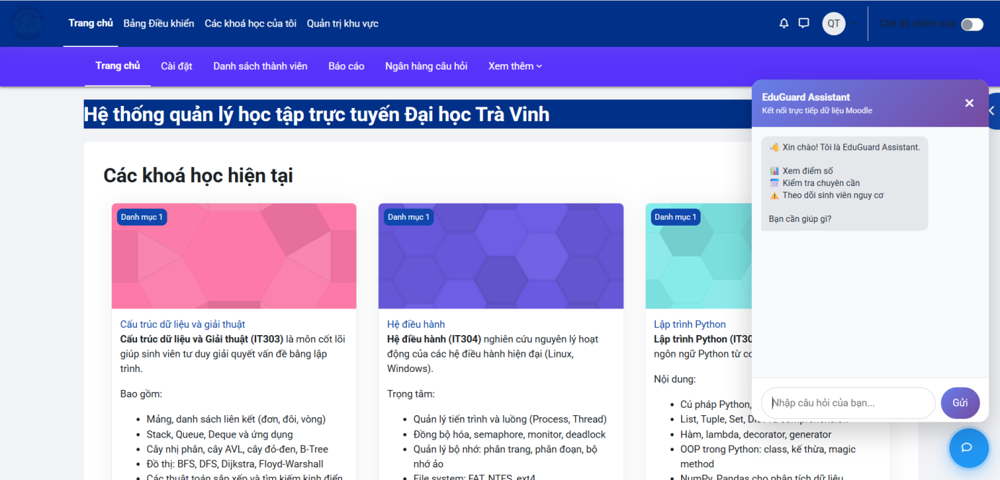 Trang chủ
Bảng Điều khiển
Các khoá học của tôi
Quản trị khu vực
QT
Chế độ chỉnh sửa
Trang chủ
Cài đặt
Danh sách thành viên
Báo cáo
Ngân hàng câu hỏi
Xem thêm
Hệ thống quản lý học tập trực tuyến Đại học Trà Vinh
Các khoá học hiện tại
Danh mục 1
Cấu trúc dữ liệu và giải thuật
Cấu trúc dữ liệu và Giải thuật (IT303) là môn cốt lõi
giúp sinh viên tư duy giải quyết vấn đề bằng lập
trình.
Bao gồm:
Mảng, danh sách liên kết (đơn, đôi, vòng)
Stack, Queue, Deque và ứng dụng
Cây nhị phân, cây AVL, cây đỏ-đen, B-Tree
Đồ thị: BFS, DFS, Dijkstra, Floyd-Warshall
Các thuật toán sắp xếp và tìm kiếm kinh điển
Danh mục 1
Hệ điều hành
Hệ điều hành (IT304) nghiên cứu nguyên lý hoạt
động của các hệ điều hành hiện đại (Linux,
Windows).
Trọng tâm:
Quản lý tiến trình và luồng (Process, Thread)
Đồng bộ hóa, semaphore, monitor, deadlock
Quản lý bộ nhớ: phân trang, phân đoạn, bộ
nhớ ảo
File system: FAT, NTFS, ext4
Danh mục 1
Lập trình Python
Lập trình Python (IT30
ngôn ngữ Python từ cơ
Nội dung:
Cú pháp Python,
List, Tuple, Set,
Hàm, lambda, decorator, generator
OOP trong Python: class, kế thừa, magic
method
NumPy, Pandas cho phân tích dữ liệu
EduGuard Assistant
Kết nối trực tiếp dữ liệu Moodle
Xin chào! Tôi là EduGuard Assistant.
Xem điểm số
Kiểm tra chuyên cần
Theo dõi sinh viên nguy cơ
Bạn cần giúp gì?
Nhập câu hỏi của bạn...
Gửi